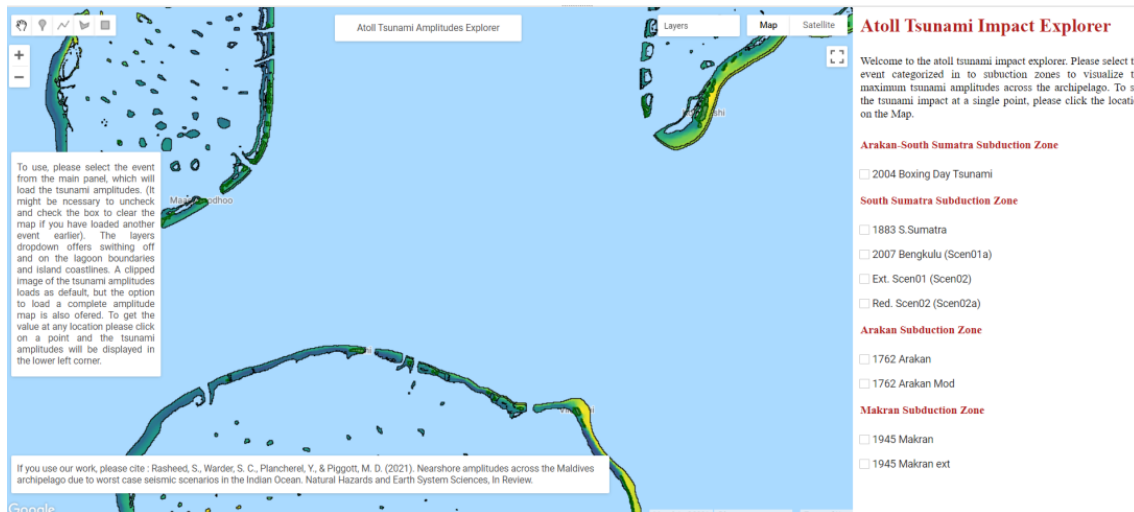 Atoll Tsunami Amplitudes Explorer
Layers
Map
Satellite
To use, please select the event
from the main panel, which will
load the tsunami amplitudes. (It
might be ncessary to uncheck
and check the box to clear the
map if you have loaded another
event earlier). The layers
dropdown offers swithing off
and on the lagoon boundaries
and island coastlines. A clipped
image of the tsunami amplitudes
loads as default, but the option
to load a complete amplitude
map is also ofered. To get the
value at any location please click
on a point and the tsunami
amplitudes will be displayed in
the lower left corner.
If you use our work, please cite : Rasheed, S., Warder, S. C., Plancherel, Y., & Piggott, M. D. (2021). Nearshore amplitudes across the Maldives
archipelago due to worst case seismic scenarios in the Indian Ocean. Natural Hazards and Earth System Sciences, In Review.
Google
Atoll Tsunami Impact Explorer
Welcome to the atoll tsunami impact explorer. Please select t
event categorized in to subuction zones to visualize t
maximum tsunami amplitudes across the archipelago. To s
the tsunami impact at a single point, please click the locatio
on the Map.
Arakan-South Sumatra Subduction Zone
2004 Boxing Day Tsunami
South Sumatra Subduction Zone
1883 S.Sumatra
2007 Bengkulu (Scen01a)
Ext. Scen01 (Scen02)
Red. Scen02 (Scen02a)
Arakan Subduction Zone
1762 Arakan
1762 Arakan Mod
Makran Subduction Zone
1945 Makran
1945 Makran ext